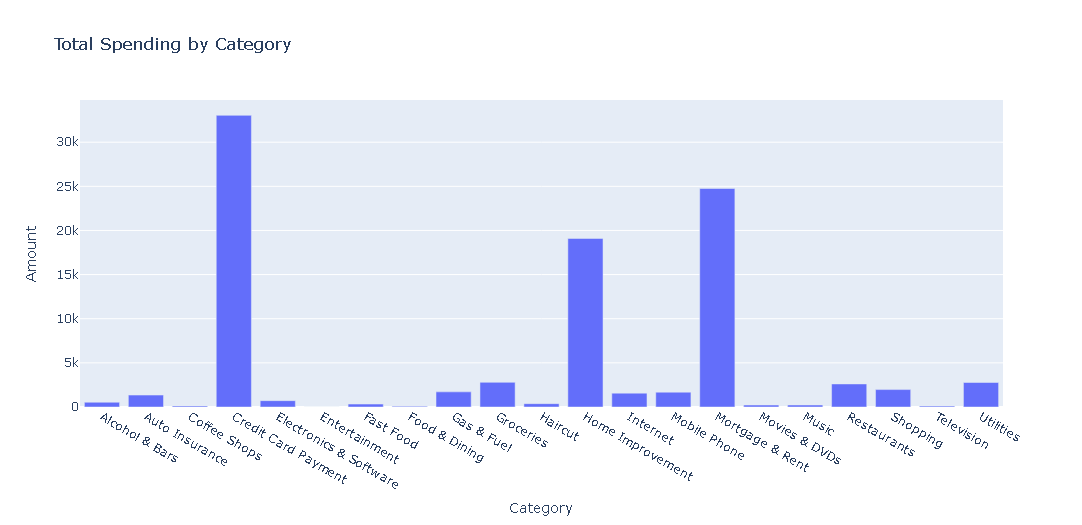 Total Spending by Category
Amount
30k
25k
20k
15k
10k
5k
0
Alcohol & Bars
Auto Insurance
Coffee Shops
Credit Card Payment
Electronics & Software
Entertainment
Fast Food
Food & Dining
Gas & Fuel
Groceries
Haircut
Home Improvement
Internet
Mobile Phone
Mortgage & Rent
Movies & DVDs
Music
Restaurants
Shopping
Television
Utilities
Category